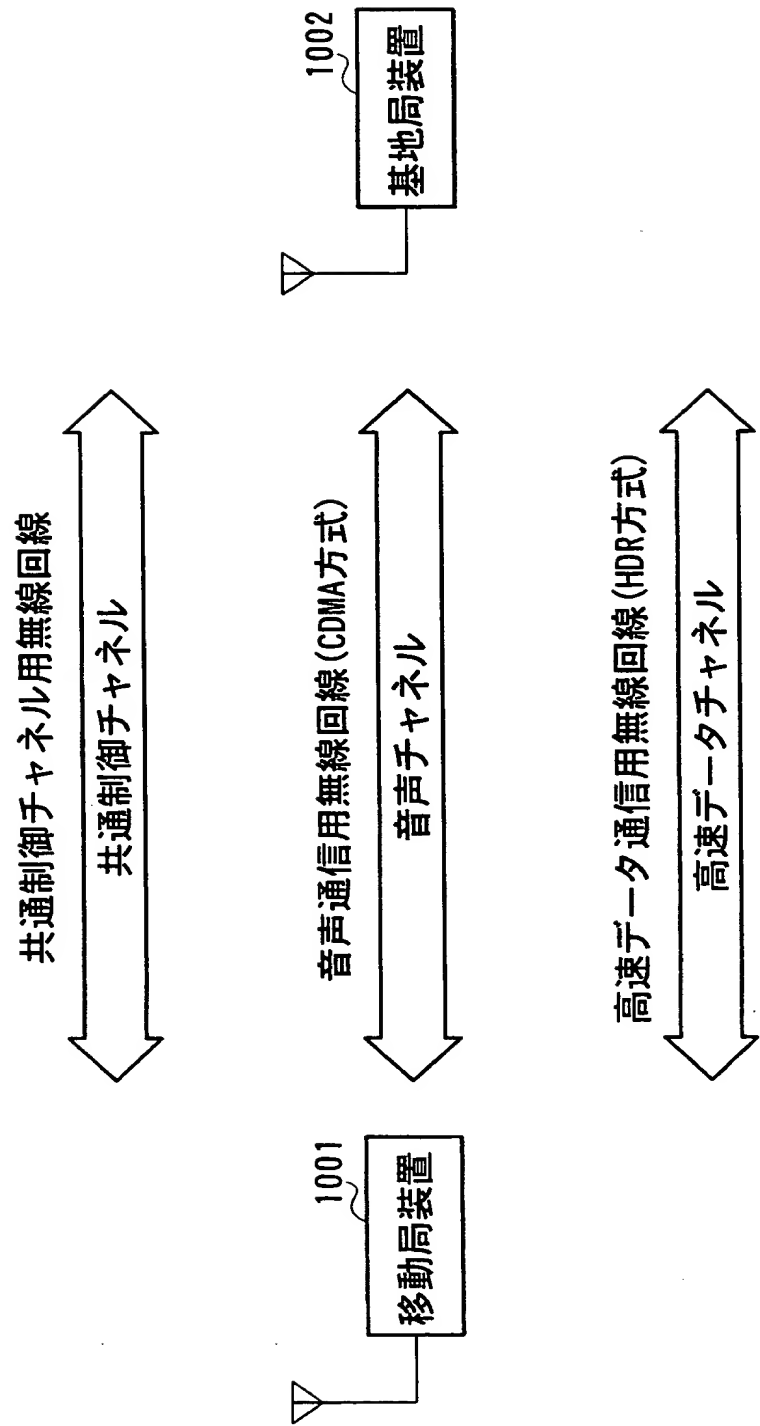 共通制御チャネル用無線回線
共通制御チャネル
1001
移動局装置
音声通信用無線回線(CDMA方式)
音声チャネル
1002
基地局装置
高速データ通信用無線回線(HDR方式)
高速データチャネル